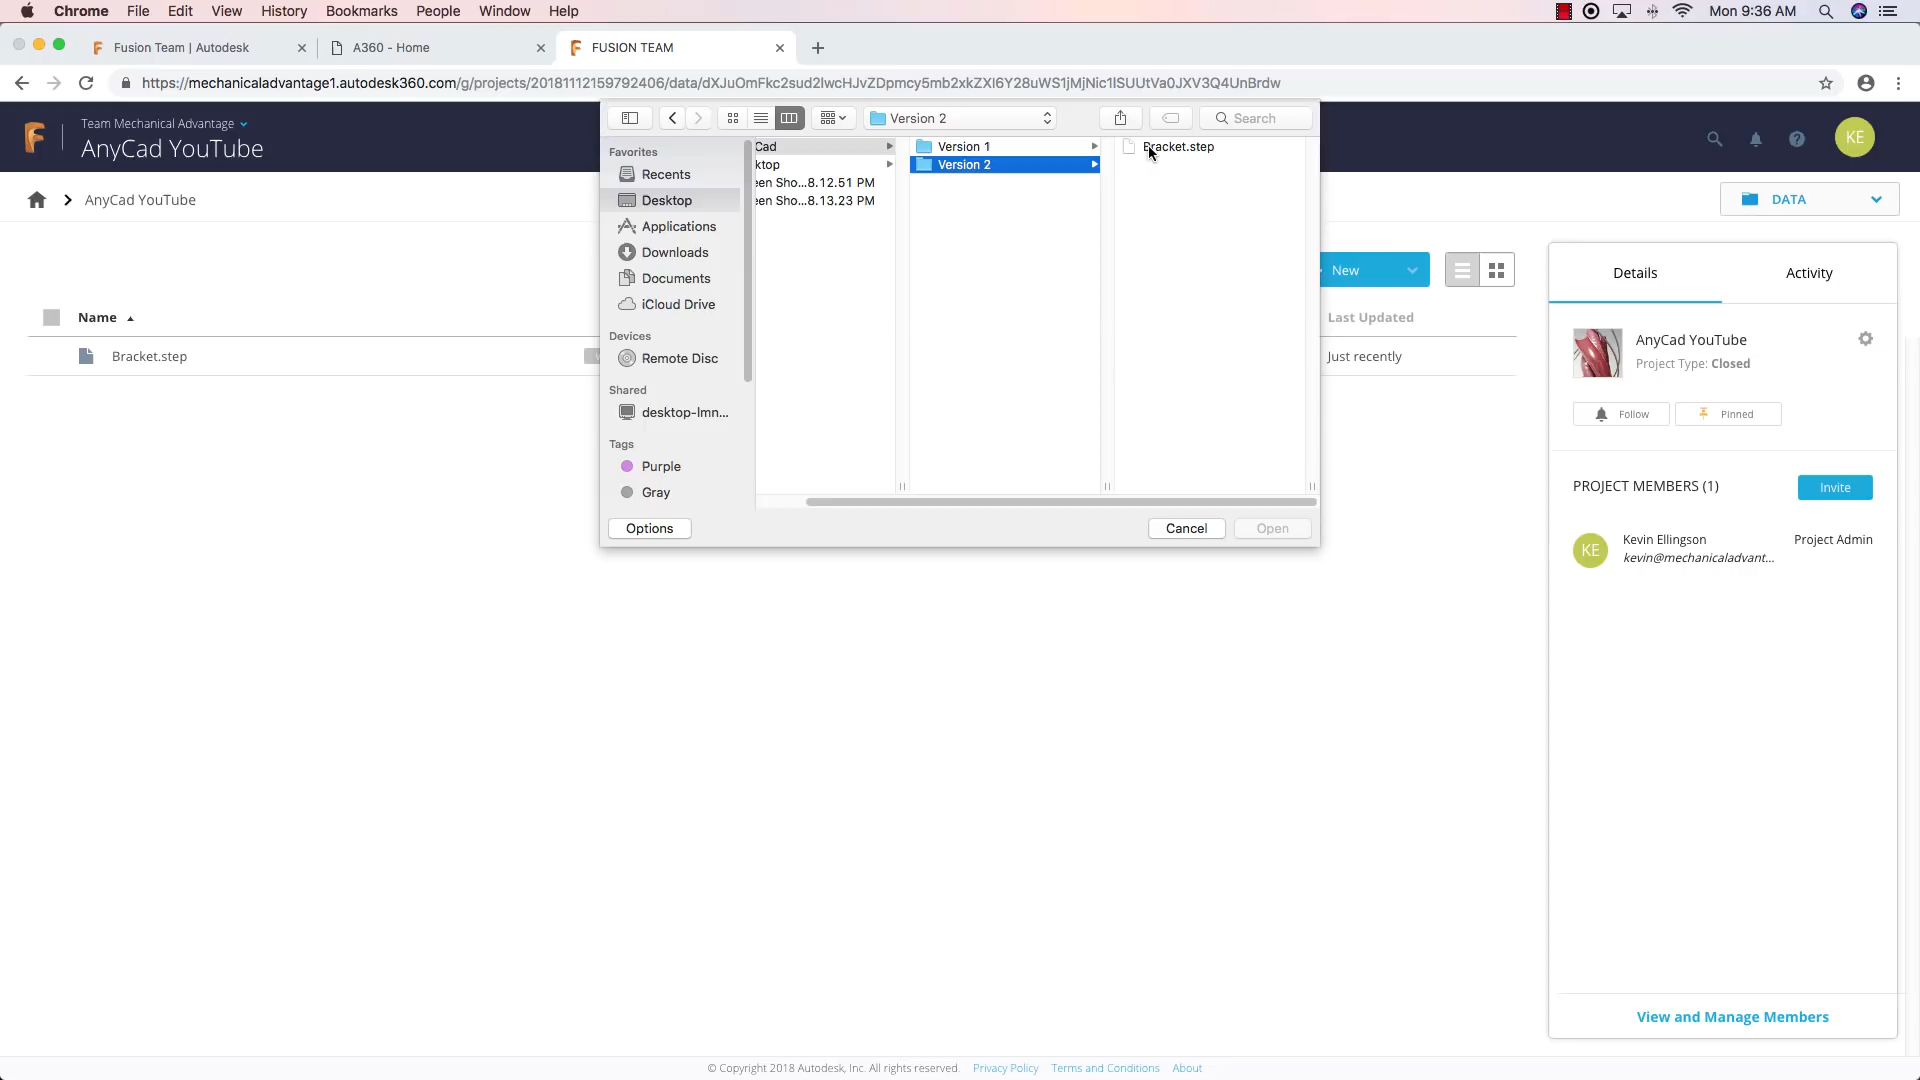 Chrome File Edit View History Bookmarks People Window Help Mon 9:36 AM
Fusion Team | Autodesk A360 - Home FUSION TEAM
https://mechanicaladvantage1.autodesk360.com/g/projects/20181112159792406/data/dXJuOmFkc2sud2lwcHJvZDpmcy5mb2xkZXI6Y28uWS1jMjNic1lSUUtVa0JXV3Q4UnBrdw
Team Mechanical Advantage
AnyCad YouTube
KE
AnyCad YouTube
DATA
Version 2
Search
Favorites
Recents
Desktop
Applications
Downloads
Documents
iCloud Drive
Devices
Remote Disc
Shared
desktop-lmn...
Tags
Purple
Gray
Cad
ktop
een Sho...8.12.51 PM
een Sho...8.13.23 PM
Version 1
Version 2
Bracket.step
Options
Cancel
Open
New
Name
Last Updated
Bracket.step
Just recently
Details
Activity
AnyCad YouTube
Project Type: Closed
Follow
Pinned
PROJECT MEMBERS (1)
Invite
KE
Kevin Ellingson
Project Admin
kevin@mechanicaladvant...
View and Manage Members
© Copyright 2018 Autodesk, Inc. All rights reserved. Privacy Policy Terms and Conditions About